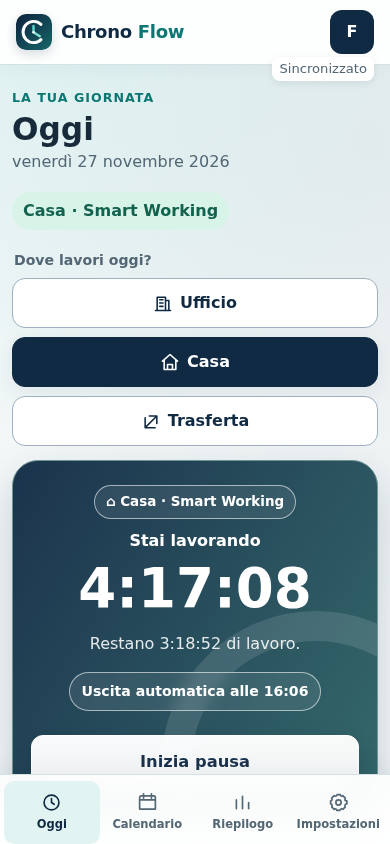 Chrono Flow
F
Sincronizzato
LA TUA GIORNATA
Oggi
venerdì 27 novembre 2026
Casa · Smart Working
Dove lavori oggi?
Ufficio
Casa
Trasferta
⌂ Casa · Smart Working
Stai lavorando
4:17:08
Restano 3:18:52 di lavoro.
Uscita automatica alle 16:06
Inizia pausa
Oggi
Calendario
Riepilogo
Impostazioni